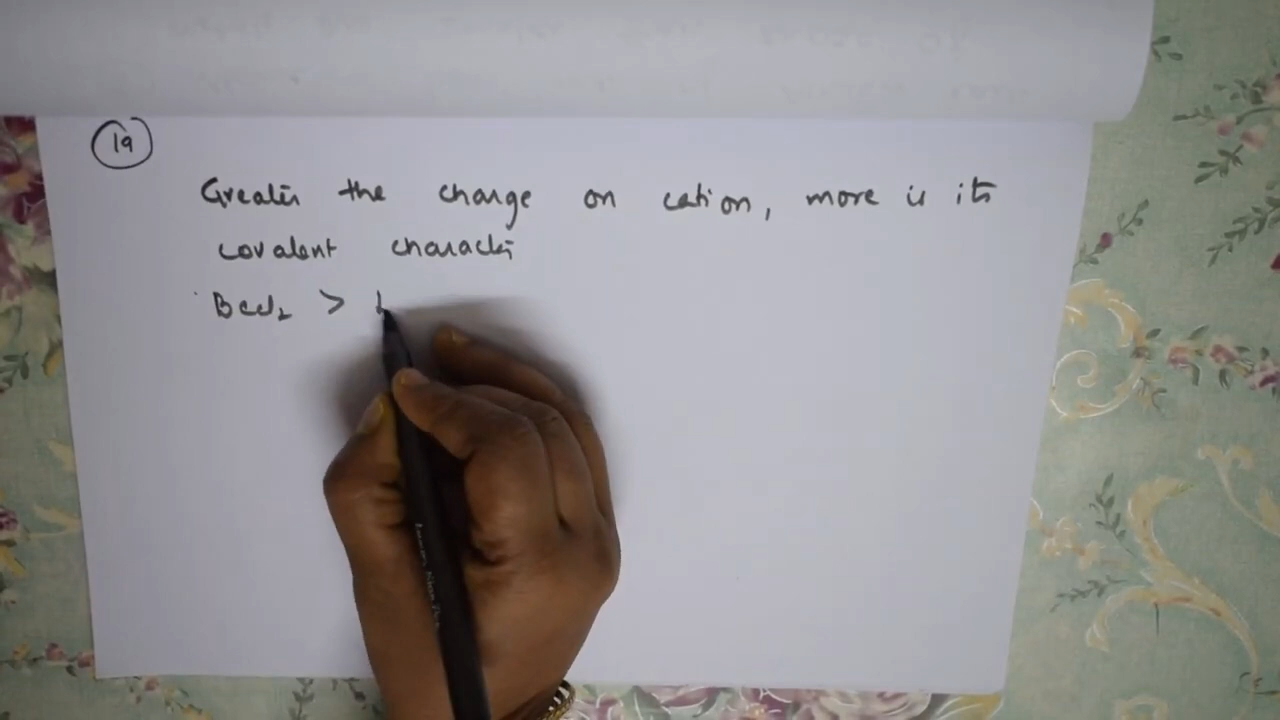 19
Greater the charge on cation, more is its
covalent character
BeCl2 >